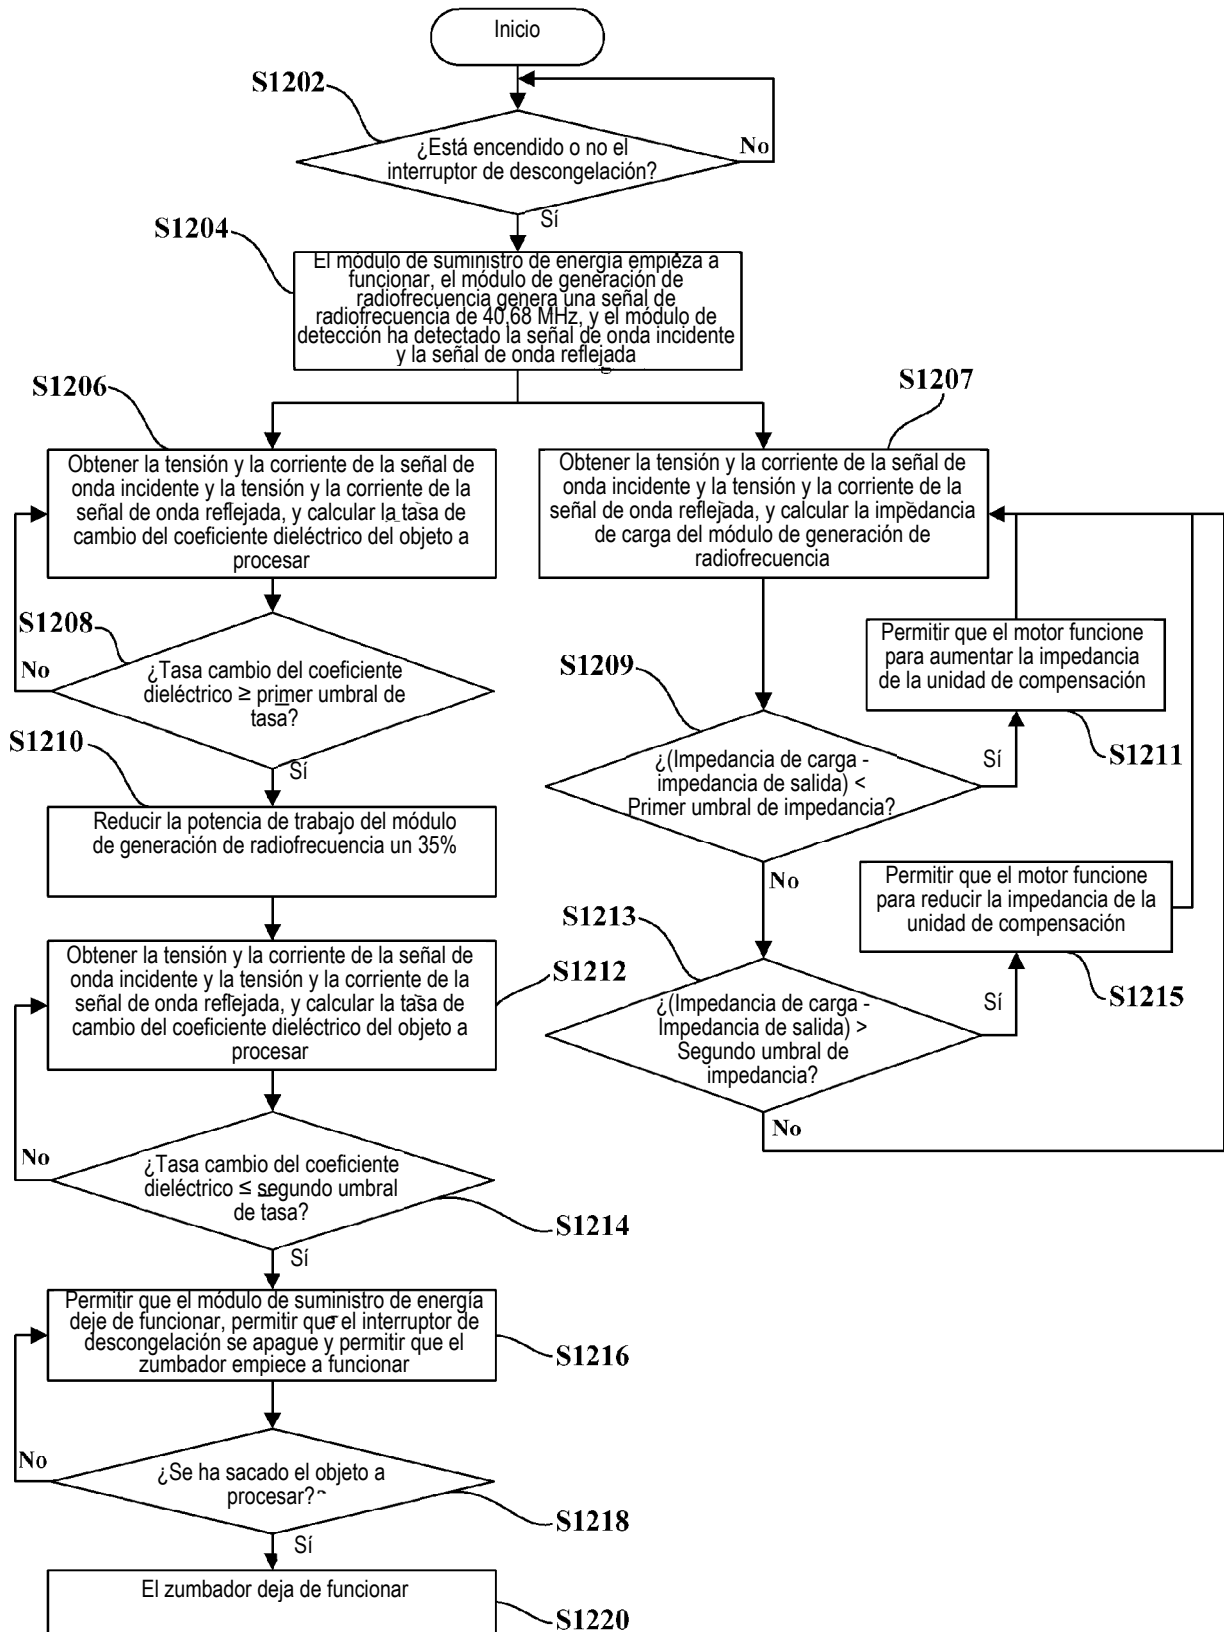 Inicio
S1202
¿Está encendido o no el
interruptor de descongelación?
No
Sí
S1204
El módulo de suministro de energía empieza a
funcionar, el módulo de generación de
radiofrecuencia genera una señal de
radiofrecuencia de 40,68 MHz, y el módulo de
detección ha detectado la señal de onda incidente
y la señal de onda reflejada
S1206
Obtener la tensión y la corriente de la señal de
onda incidente y la tensión y la corriente de la
señal de onda reflejada, y calcular la tasa de
cambio del coeficiente dieléctrico del objeto a
procesar
S1208
No
¿Tasa cambio del coeficiente
dieléctrico ≥ primer umbral de
tasa?
Sí
S1210
Reducir la potencia de trabajo del módulo
de generación de radiofrecuencia un 35%
Obtener la tensión y la corriente de la señal de
onda incidente y la tensión y la corriente de la
señal de onda reflejada, y calcular la tasa de
cambio del coeficiente dieléctrico del objeto a
procesar
S1212
No
¿Tasa cambio del coeficiente
dieléctrico ≤ segundo umbral
de tasa?
S1214
Sí
Permitir que el módulo de suministro de energía
deje de funcionar, permitir que el interruptor de
descongelación se apague y permitir que el
zumbador empiece a funcionar
S1216
No
¿Se ha sacado el objeto a
procesar?
S1218
Sí
El zumbador deja de funcionar
S1220
S1207
Obtener la tensión y la corriente de la señal de
onda incidente y la tensión y la corriente de la
señal de onda reflejada, y calcular la impedancia
de carga del módulo de generación de
radiofrecuencia
S1209
¿(Impedancia de carga -
impedancia de salida) <
Primer umbral de impedancia?
Sí
Permitir que el motor funcione
para aumentar la impedancia
de la unidad de compensación
S1211
No
S1213
¿(Impedancia de carga -
Impedancia de salida) >
Segundo umbral de
impedancia?
Sí
Permitir que el motor funcione
para reducir la impedancia de la
unidad de compensación
S1215
No